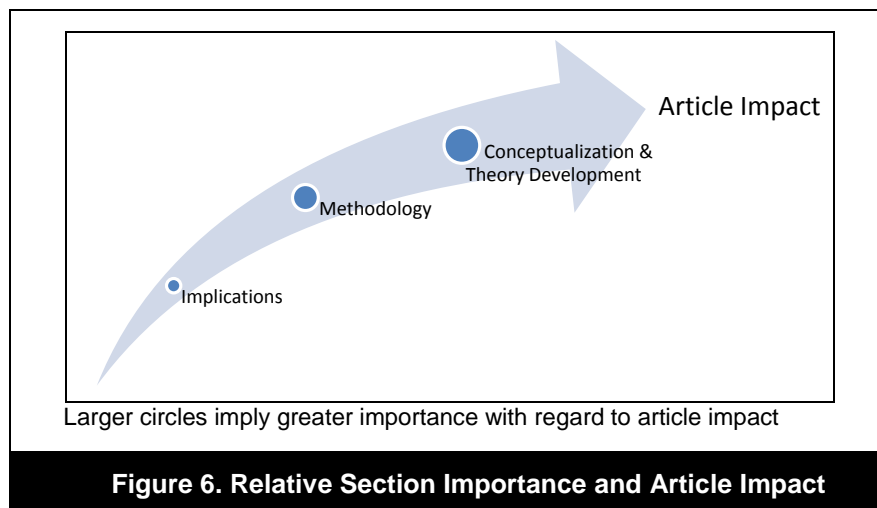 Article Impact
Conceptualization &
Theory Development
Methodology
Implications
Larger circles imply greater importance with regard to article impact
Figure 6. Relative Section Importance and Article Impact